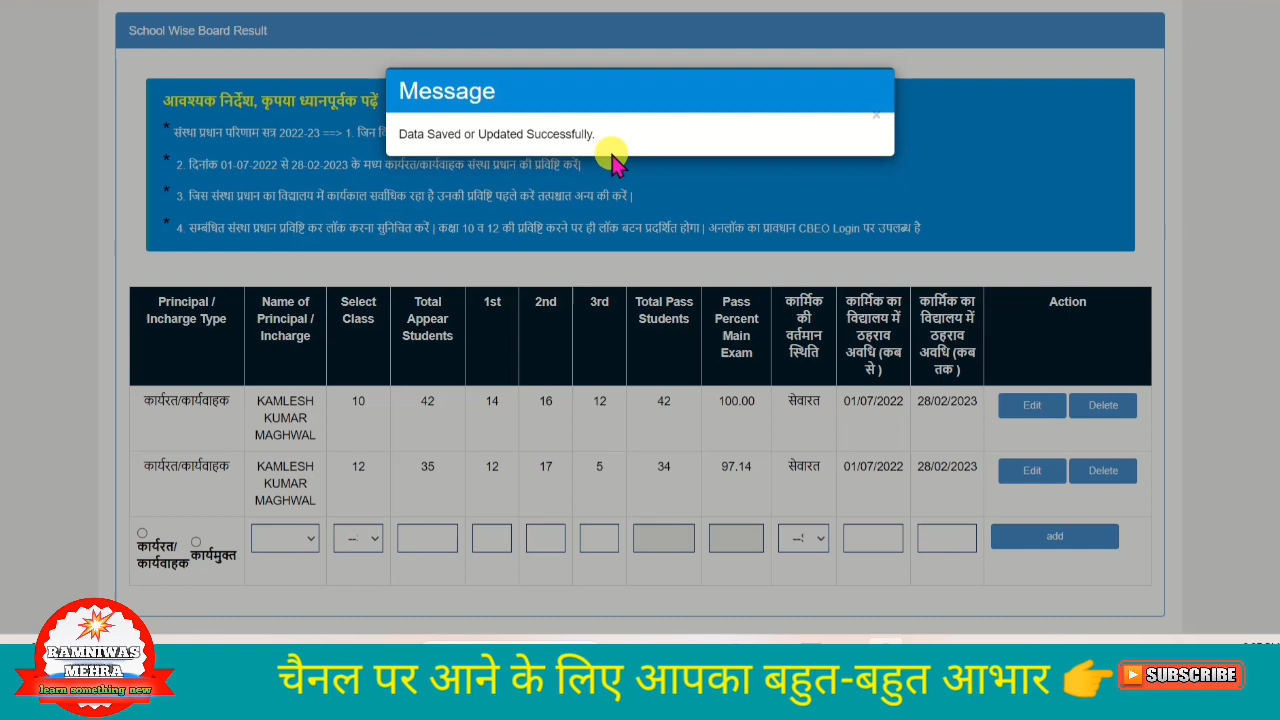 School Wise Board Result
Message
×
Data Saved or Updated Successfully.
आवश्यक निर्देश, कृपया ध्यानपूर्वक पढ़ें
* संस्था प्रधान परिणाम सत्र 2022-23 ==> 1. जिन
* 2. दिनांक 01-07-2022 से 28-02-2023 के मध्य कार्यरत/कार्यवाहक संस्था प्रधान की प्रविष्टि करें|
* 3. जिस संस्था प्रधान का विद्यालय में कार्यकाल सर्वाधिक रहा है उनकी प्रविष्टि पहले करें तत्पश्चात अन्य की करें |
* 4. सम्बंधित संस्था प्रधान प्रविष्टि कर लॉक करना सुनिचित करें | कक्षा 10 व 12 की प्रविष्टि करने पर ही लॉक बटन प्रदर्शित होगा | अनलॉक का प्रावधान CBEO Login पर उपलब्ध है
Principal / Incharge Type
Name of Principal / Incharge
Select Class
Total Appear Students
1st
2nd
3rd
Total Pass Students
Pass Percent Main Exam
कार्मिक की वर्तमान स्थिति
कार्मिक का विद्यालय में ठहराव अवधि (कब से )
कार्मिक का विद्यालय में ठहराव अवधि (कब तक )
Action
कार्यरत/कार्यवाहक KAMLESH KUMAR MAGHWAL 10 42 14 16 12 42 100.00 सेवारत 01/07/2022 28/02/2023 Edit Delete
कार्यरत/कार्यवाहक KAMLESH KUMAR MAGHWAL 12 35 12 17 5 34 97.14 सेवारत 01/07/2022 28/02/2023 Edit Delete
कार्यरत/ कार्यवाहक कार्यमुक्त add
RAMNIWAS
MEHRA
learn something new
चैनल पर आने के लिए आपका बहुत-बहुत आभार
SUBSCRIBE